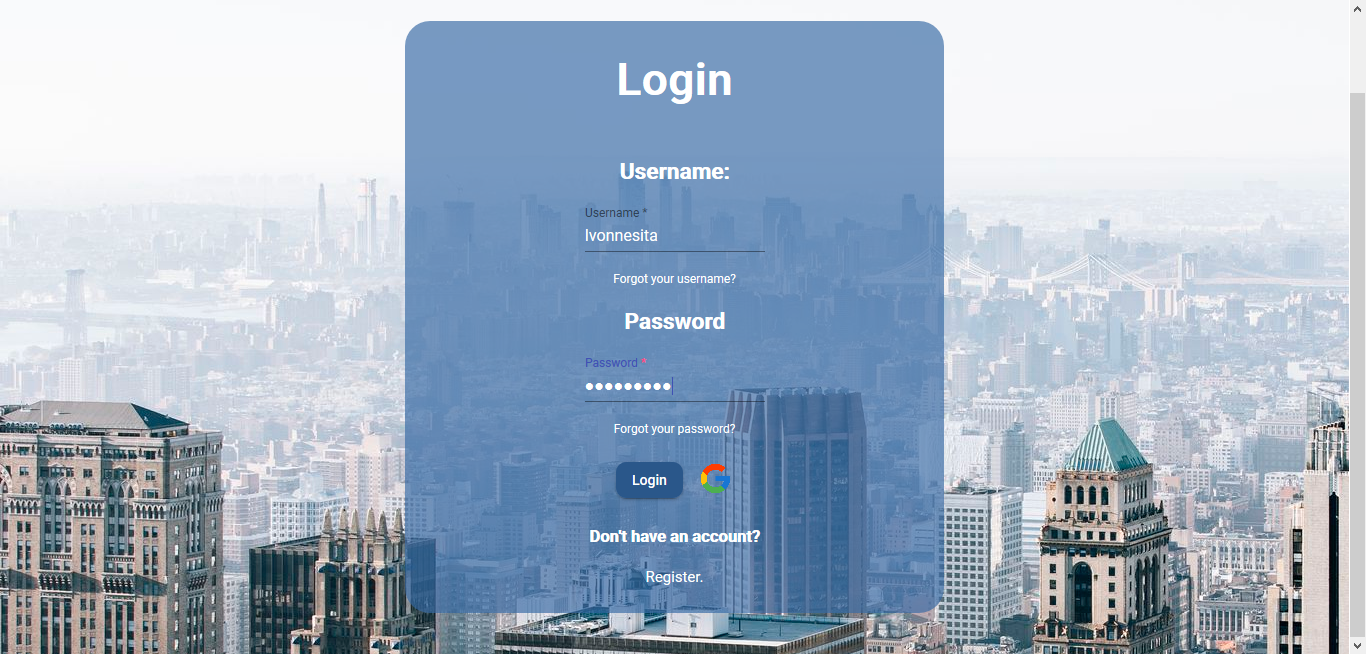 Login
Username:
Username *
Ivonnesita
Forgot your username?
Password
Password *
•••••••••
Forgot your password?
Login
Don't have an account?
Register.